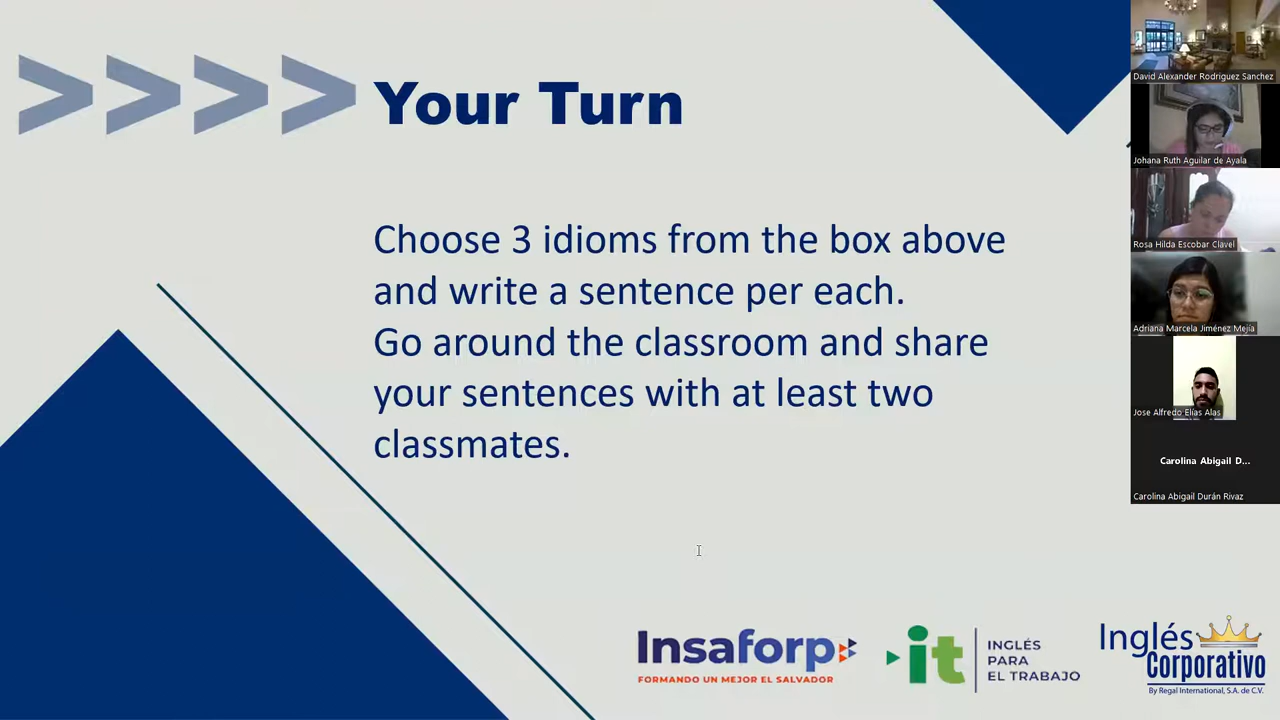 > > > > Your Turn
Choose 3 idioms from the box above
and write a sentence per each.
Go around the classroom and share
your sentences with at least two
classmates.
David Alexander Rodriguez Sanchez
Johana Ruth Aguilar de Ayala
Rosa Hilda Escobar Clavel
Adriana Marcela Jiménez Mejía
Jose Alfredo Elías Alas
Carolina Abigail D...
Carolina Abigail Durán Rivaz
Insaforp
FORMANDO UN MEJOR EL SALVADOR
it
INGLÉS
PARA
EL TRABAJO
Inglés
Corporativo
By Regal International, S.A. de C.V.